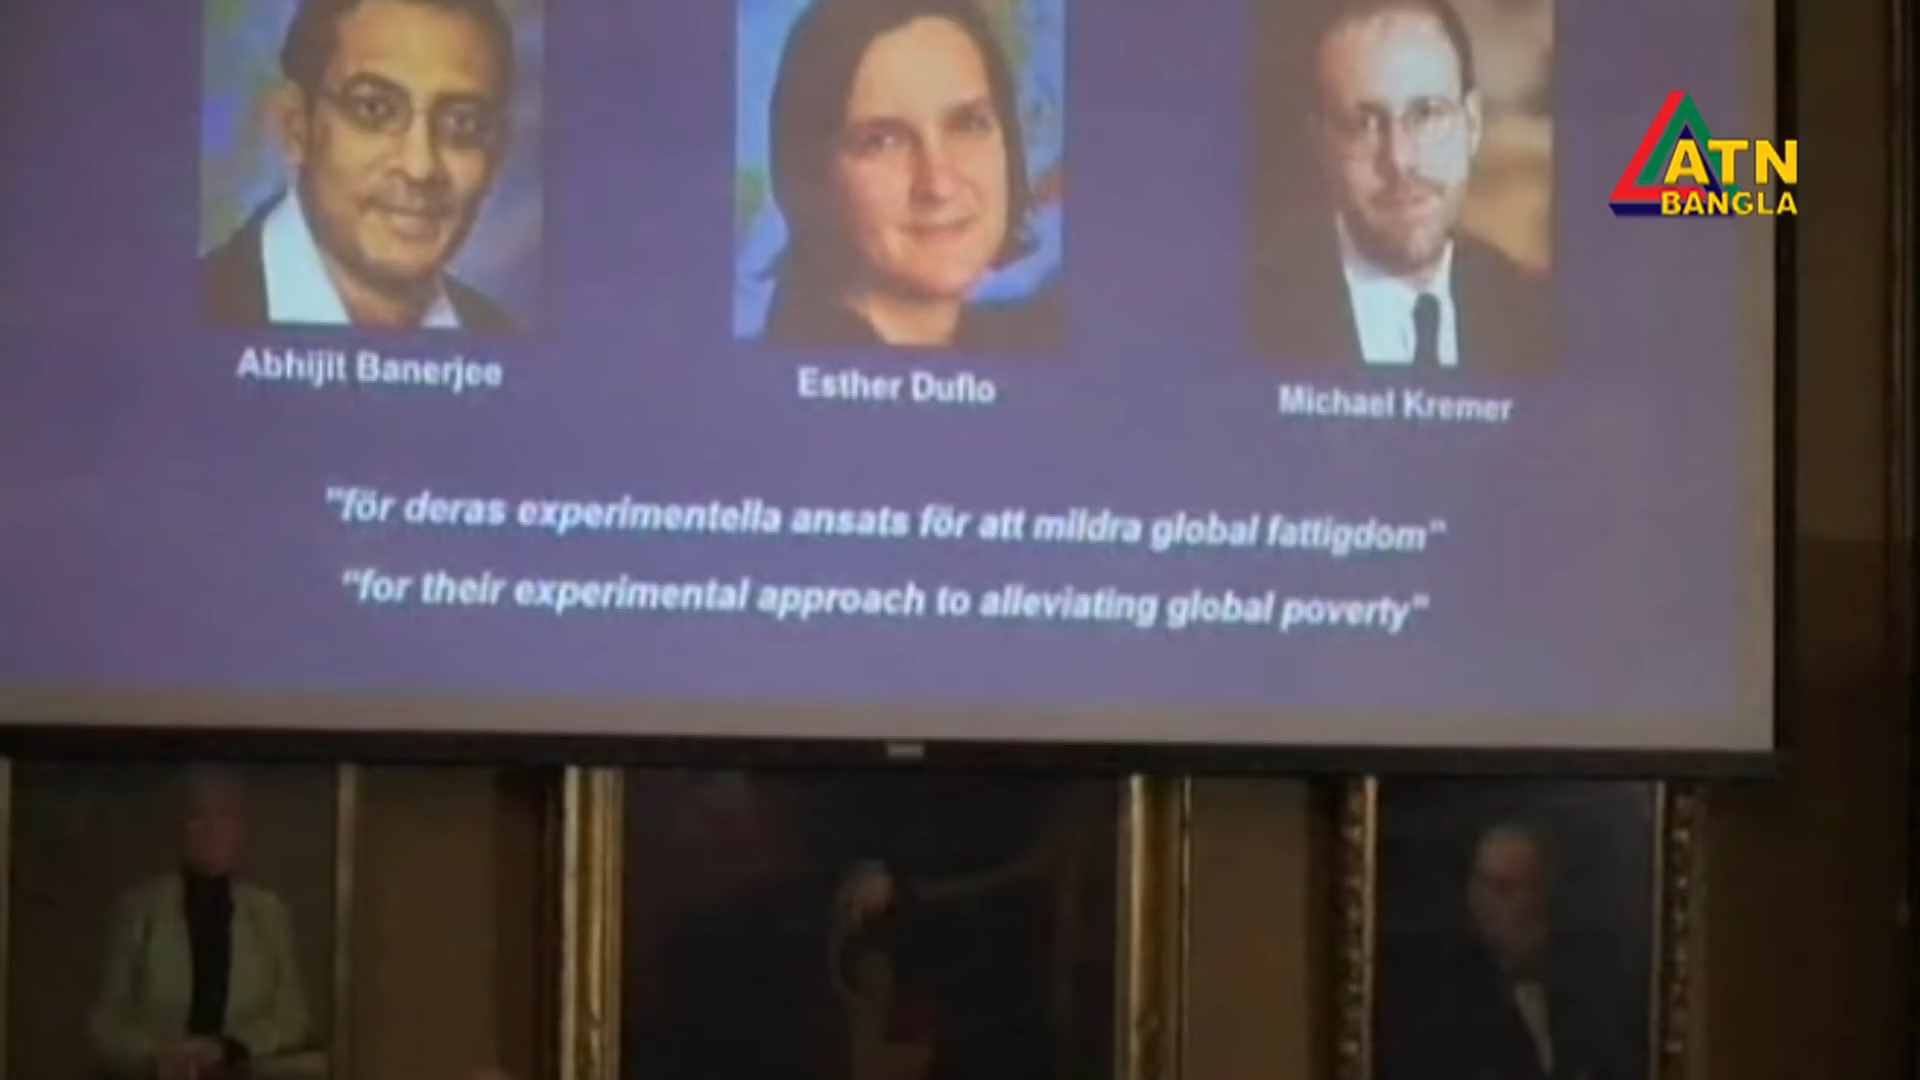 ATN
BANGLA
Abhijit Banerjee
Esther Duflo
Michael Kremer
"för deras experimentella ansats för att mildra global fattigdom"
"for their experimental approach to alleviating global poverty"